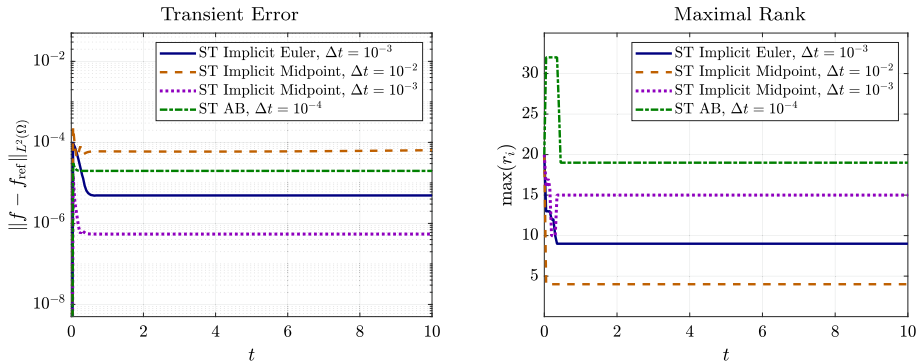 Transient Error
‖f − f_ref‖_{L²(Ω)}
10⁻²
10⁻⁴
10⁻⁶
10⁻⁸
ST Implicit Euler, Δt = 10⁻³
ST Implicit Midpoint, Δt = 10⁻²
ST Implicit Midpoint, Δt = 10⁻³
ST AB, Δt = 10⁻⁴
0 2 4 6 8 10
t
Maximal Rank
max(r_i)
30
25
20
15
10
5
ST Implicit Euler, Δt = 10⁻³
ST Implicit Midpoint, Δt = 10⁻²
ST Implicit Midpoint, Δt = 10⁻³
ST AB, Δt = 10⁻⁴
0 2 4 6 8 10
t